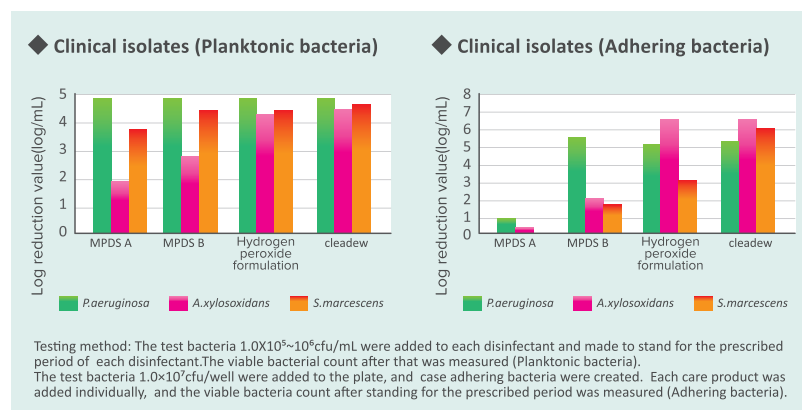 ◆ Clinical isolates (Planktonic bacteria)
Log reduction value(log/mL)
5
4
3
2
1
0
MPDS A
MPDS B
Hydrogen
peroxide
formulation
cleadew
P.aeruginosa
A.xylosoxidans
S.marcescens
◆ Clinical isolates (Adhering bacteria)
Log reduction value(log/mL)
8
7
6
5
4
3
2
1
0
MPDS A
MPDS B
Hydrogen
peroxide
formulation
cleadew
P.aeruginosa
A.xylosoxidans
S.marcescens
Testing method: The test bacteria 1.0X10⁵~10⁶cfu/mL were added to each disinfectant and made to stand for the prescribed
period of each disinfectant.The viable bacterial count after that was measured (Planktonic bacteria).
The test bacteria 1.0×10⁷cfu/well were added to the plate, and case adhering bacteria were created. Each care product was
added individually, and the viable bacteria count after standing for the prescribed period was measured (Adhering bacteria).